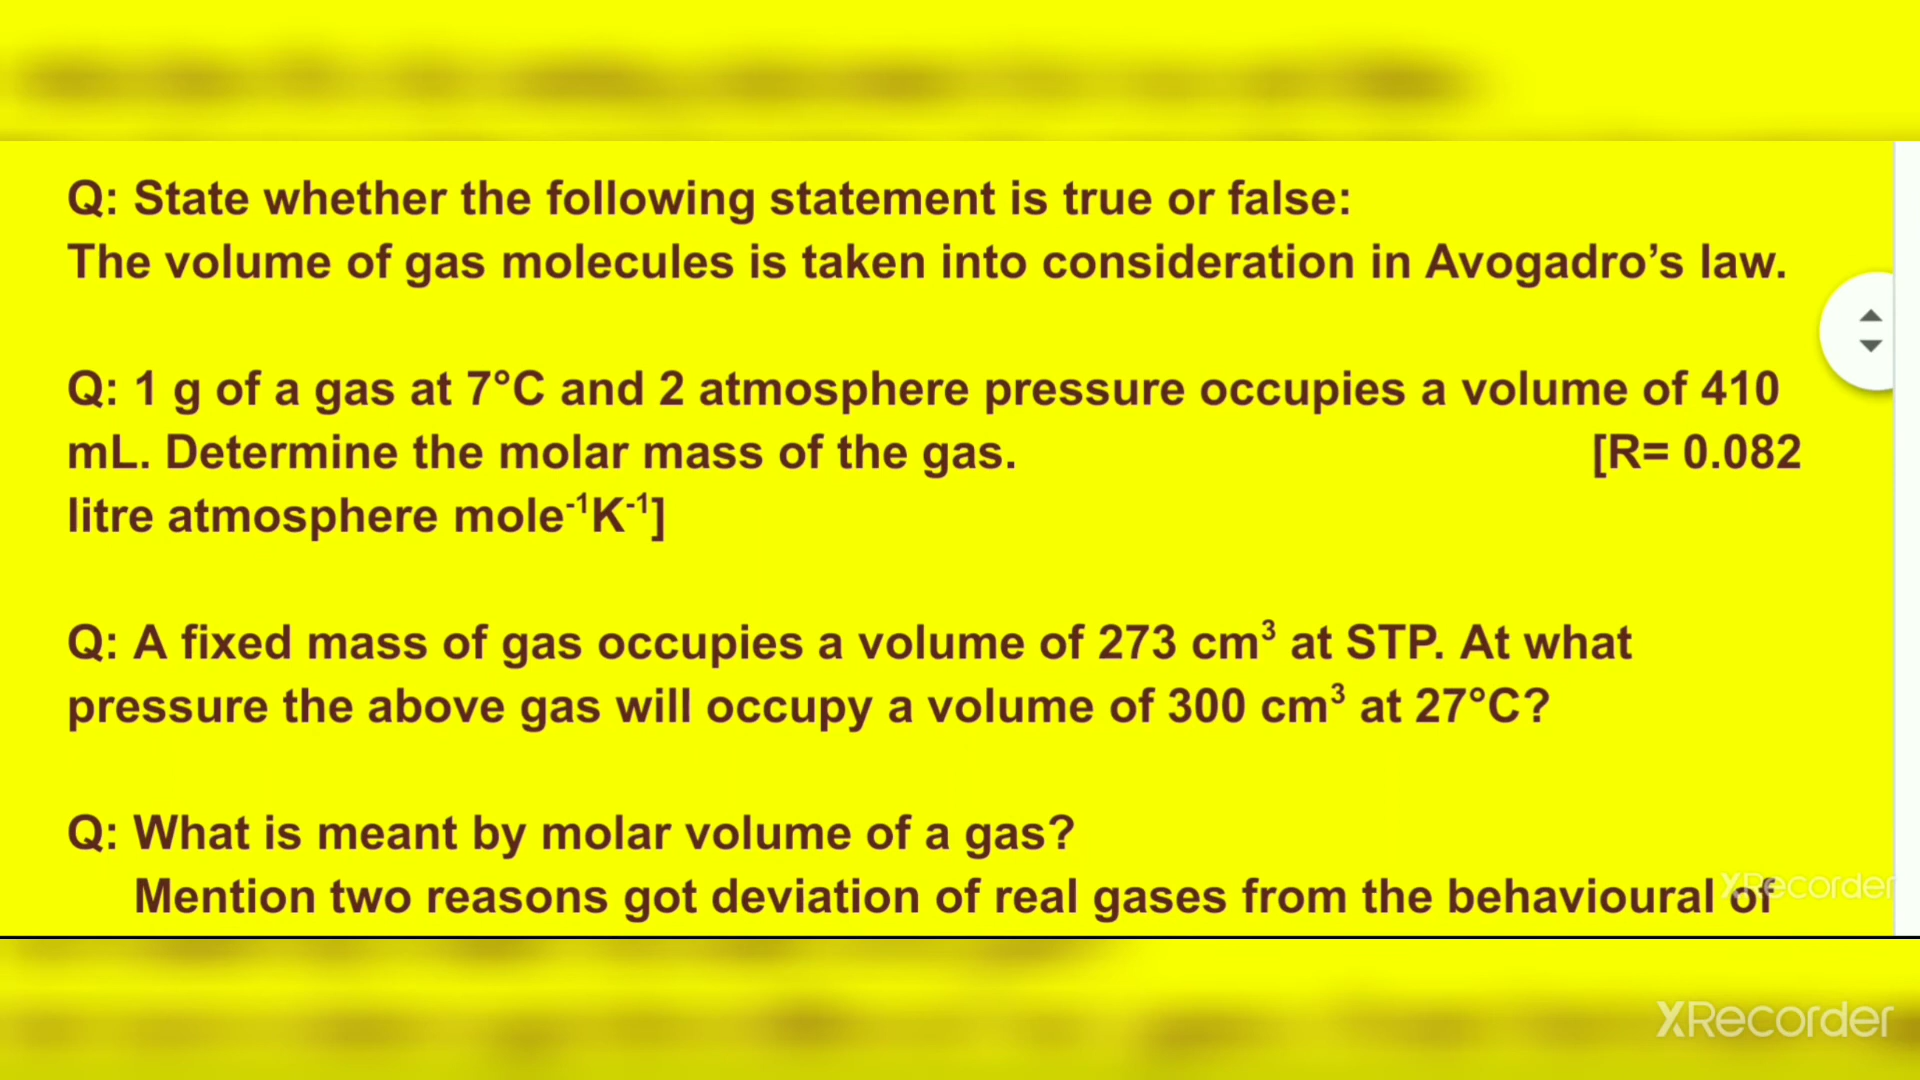 Q: State whether the following statement is true or false:
The volume of gas molecules is taken into consideration in Avogadro’s law.
Q: 1 g of a gas at 7°C and 2 atmosphere pressure occupies a volume of 410
mL. Determine the molar mass of the gas. [R= 0.082
litre atmosphere mole⁻¹K⁻¹]
Q: A fixed mass of gas occupies a volume of 273 cm³ at STP. At what
pressure the above gas will occupy a volume of 300 cm³ at 27°C?
Q: What is meant by molar volume of a gas?
Mention two reasons got deviation of real gases from the behavioural of
XRecorder
XRecorder